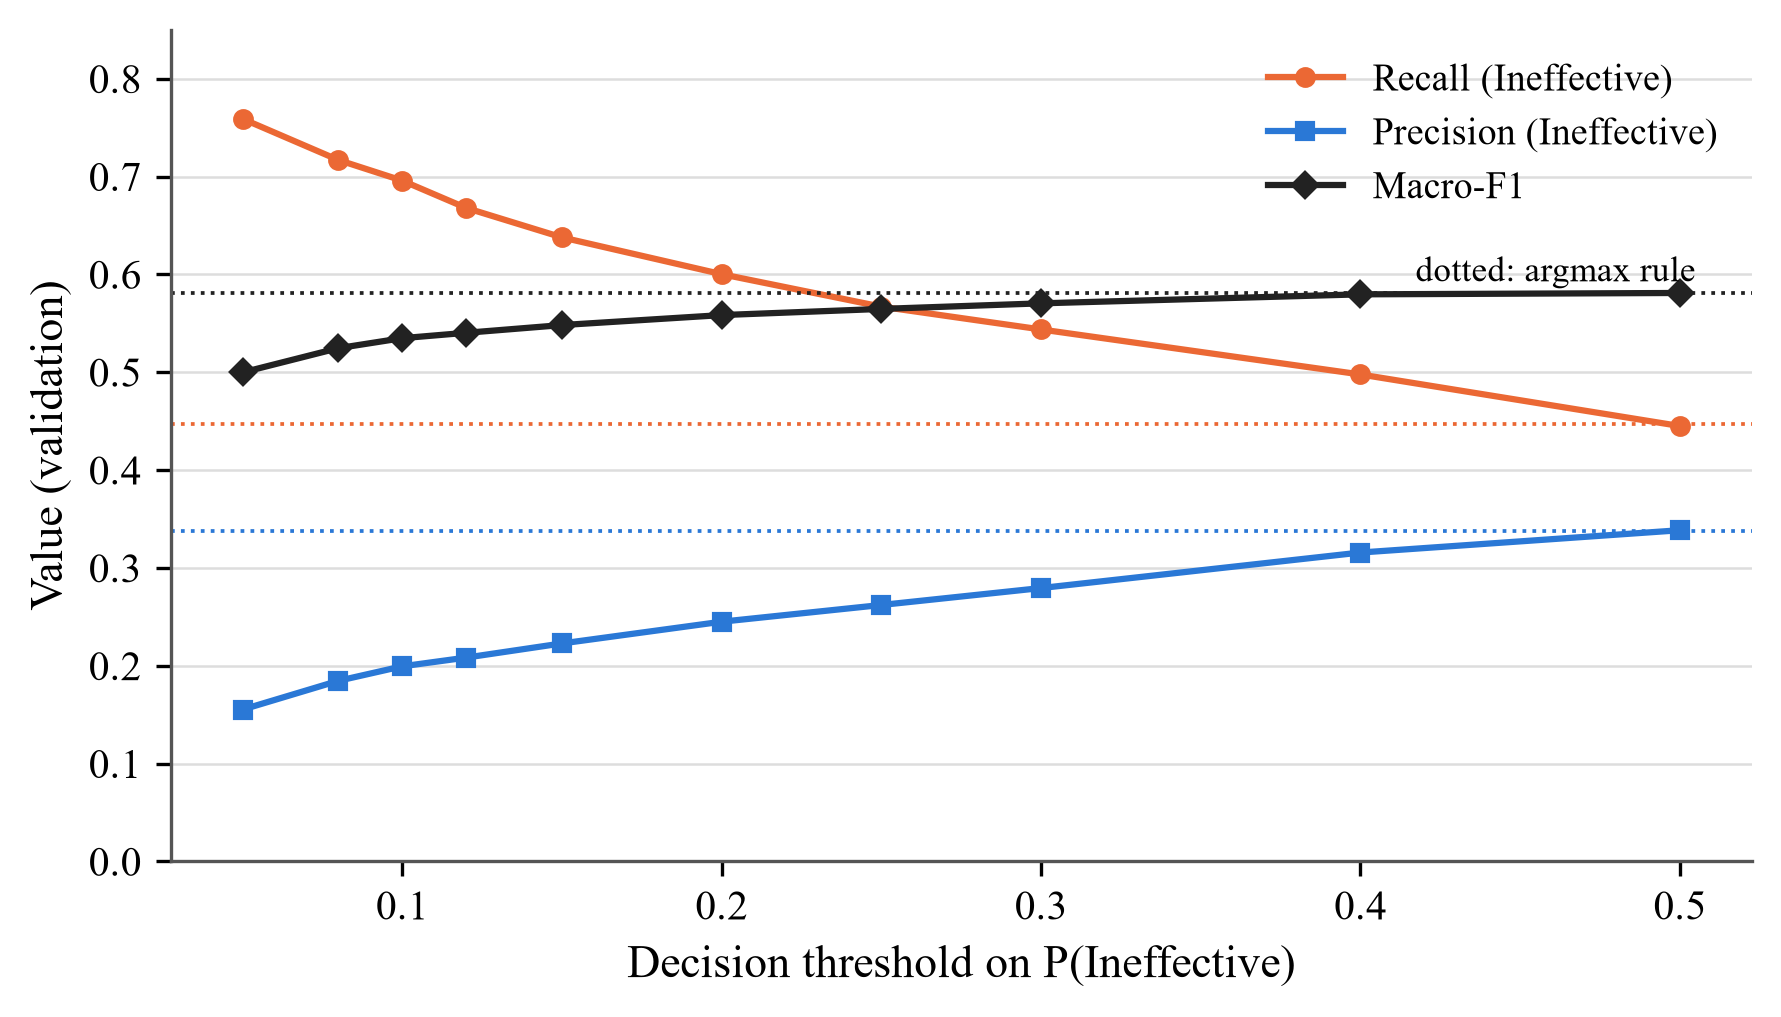 Recall (Ineffective)
Precision (Ineffective)
Macro-F1
dotted: argmax rule
Value (validation)
0.8
0.7
0.6
0.5
0.4
0.3
0.2
0.1
0.0
0.1 0.2 0.3 0.4 0.5
Decision threshold on P(Ineffective)